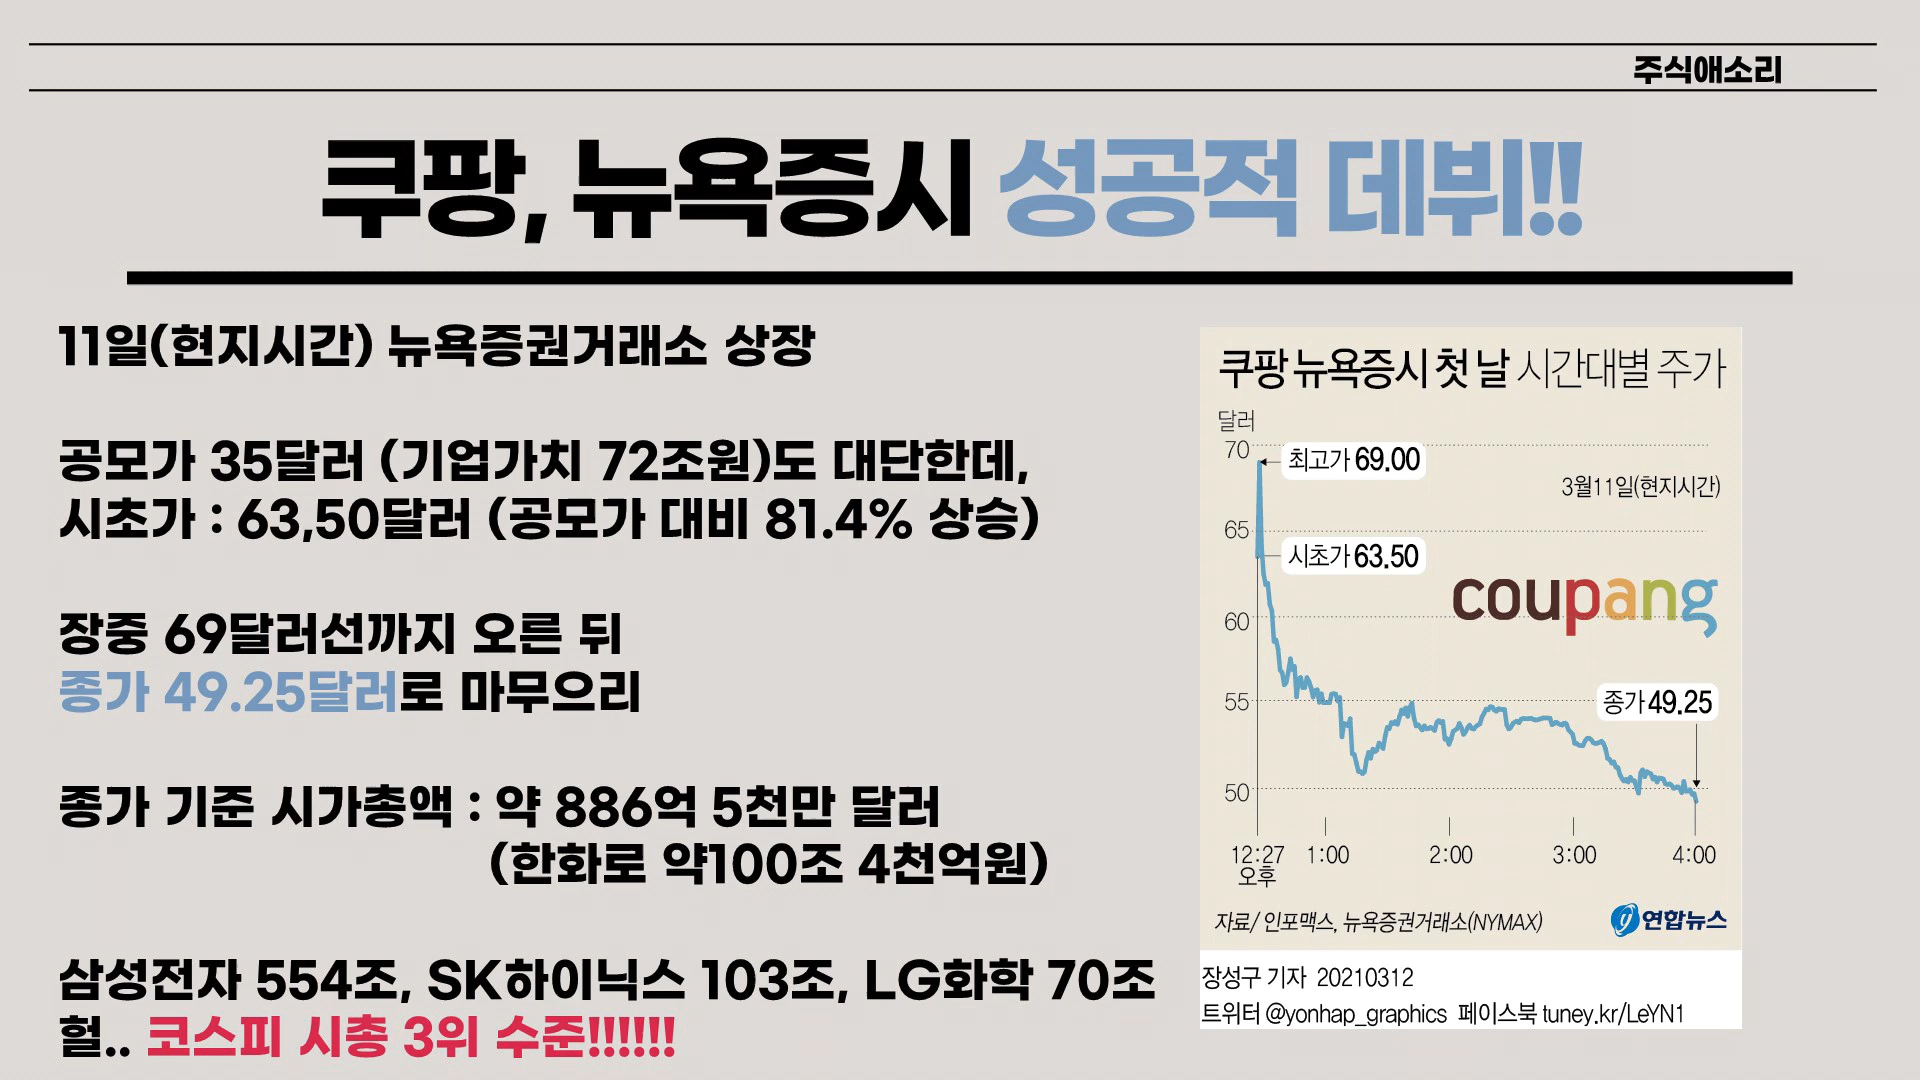 주식애소리
쿠팡, 뉴욕증시 성공적 데뷔!!
11일(현지시간) 뉴욕증권거래소 상장
공모가 35달러 (기업가치 72조원)도 대단한데,
시초가 : 63,50달러 (공모가 대비 81.4% 상승)
장중 69달러선까지 오른 뒤
종가 49.25달러로 마무으리
종가 기준 시가총액 : 약 886억 5천만 달러
(한화로 약100조 4천억원)
삼성전자 554조, SK하이닉스 103조, LG화학 70조
헐.. 코스피 시총 3위 수준!!!!!!
쿠팡 뉴욕증시 첫 날 시간대별 주가
달러
70
최고가 69.00
3월11일(현지시간)
65
시초가 63.50
coupang
60
55
종가 49.25
50
12:27 1:00 2:00 3:00 4:00
오후
자료/ 인포맥스, 뉴욕증권거래소(NYMAX)
연합뉴스
장성구 기자 20210312
트위터 @yonhap_graphics 페이스북 tuney.kr/LeYN1